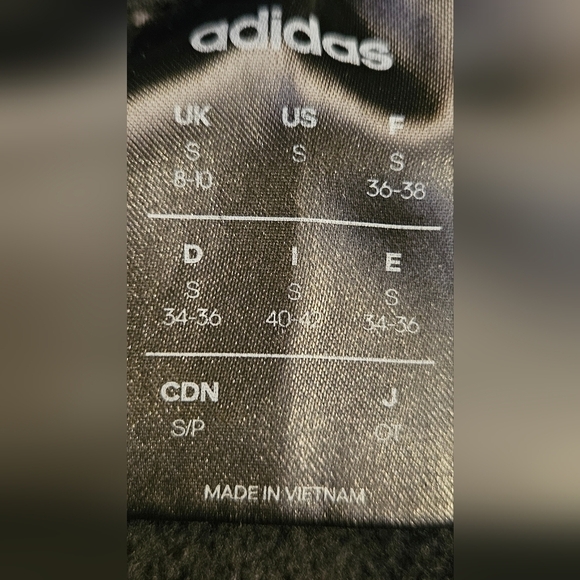 adidas
UK US F
S S S
8-10 36-38
D I E
S S S
34-36 40-42 34-36
CDN J
S/P OT
MADE IN VIETNAM